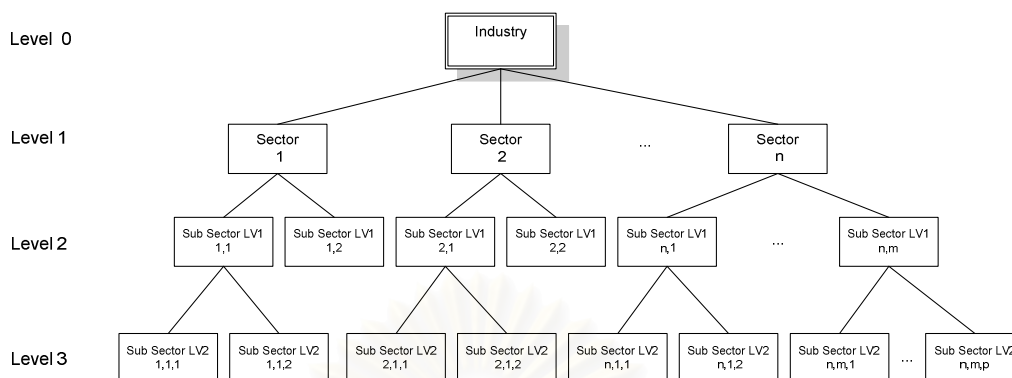 Level 0
Industry
Level 1
Sector
1
Sector
2
...
Sector
n
Level 2
Sub Sector LV1
1,1
Sub Sector LV1
1,2
Sub Sector LV1
2,1
Sub Sector LV1
2,2
Sub Sector LV1
n,1
...
Sub Sector LV1
n,m
Level 3
Sub Sector LV2
1,1,1
Sub Sector LV2
1,1,2
Sub Sector LV2
2,1,1
Sub Sector LV2
2,1,2
Sub Sector LV2
n,1,1
Sub Sector LV2
n,1,2
Sub Sector LV2
n,m,1
...
Sub Sector LV2
n,m,p